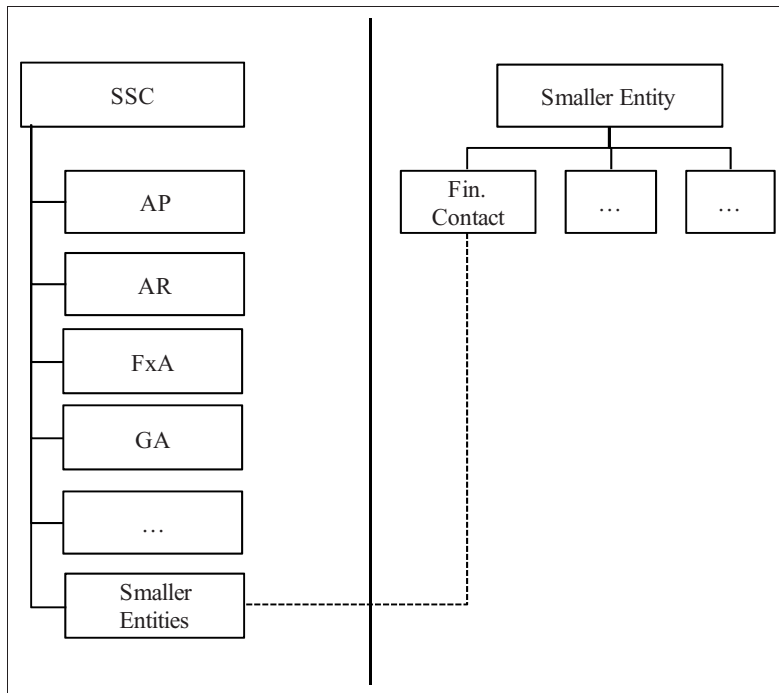 SSC
AP
AR
FxA
GA
…
Smaller
Entities
Smaller Entity
Fin.
Contact
…
…